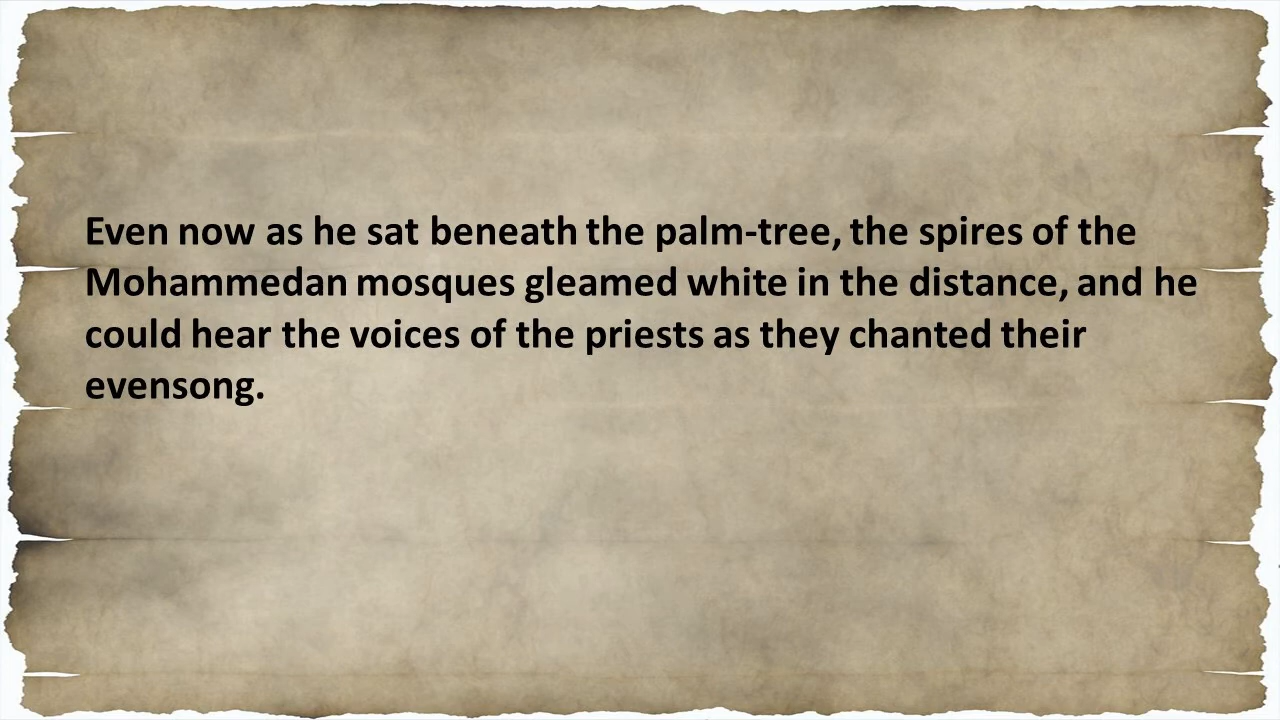 Even now as he sat beneath the palm-tree, the spires of the
Mohammedan mosques gleamed white in the distance, and he
could hear the voices of the priests as they chanted their
evensong.